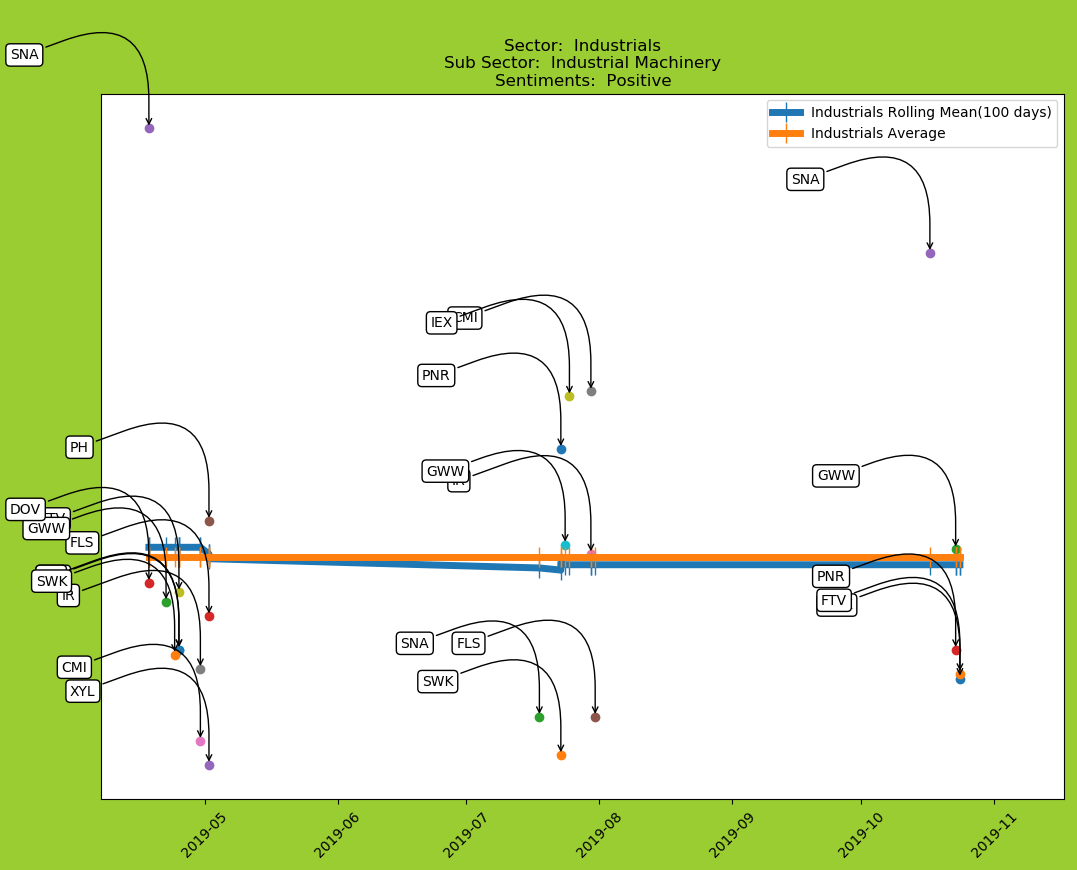 Sector:  Industrials
Sub Sector:  Industrial Machinery
Sentiments:  Positive
Industrials Rolling Mean(100 days)
Industrials Average
SNA
SNA
CMI
IEX
PNR
PH
GWW
GWW
DOV
GWW
FLS
PNR
SWK
IR
FTV
SNA
FLS
CMI
SWK
XYL
2019-05
2019-06
2019-07
2019-08
2019-09
2019-10
2019-11